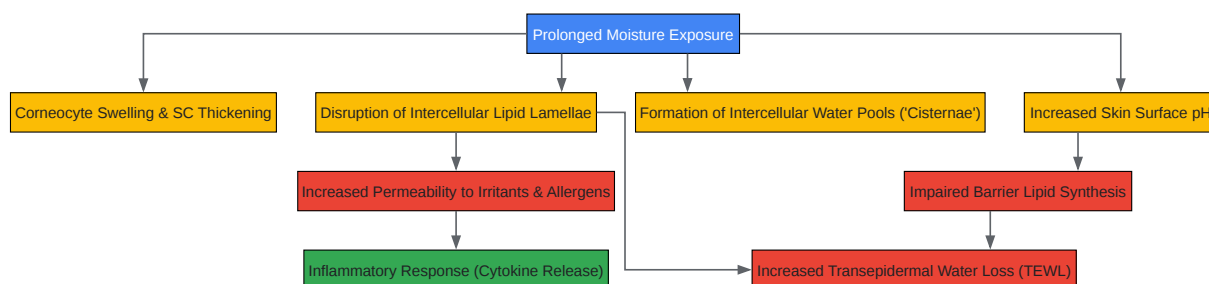 Prolonged Moisture Exposure
Corneocyte Swelling & SC Thickening
Disruption of Intercellular Lipid Lamellae
Formation of Intercellular Water Pools ('Cisternae')
Increased Skin Surface pH
Increased Permeability to Irritants & Allergens
Impaired Barrier Lipid Synthesis
Inflammatory Response (Cytokine Release)
Increased Transepidermal Water Loss (TEWL)